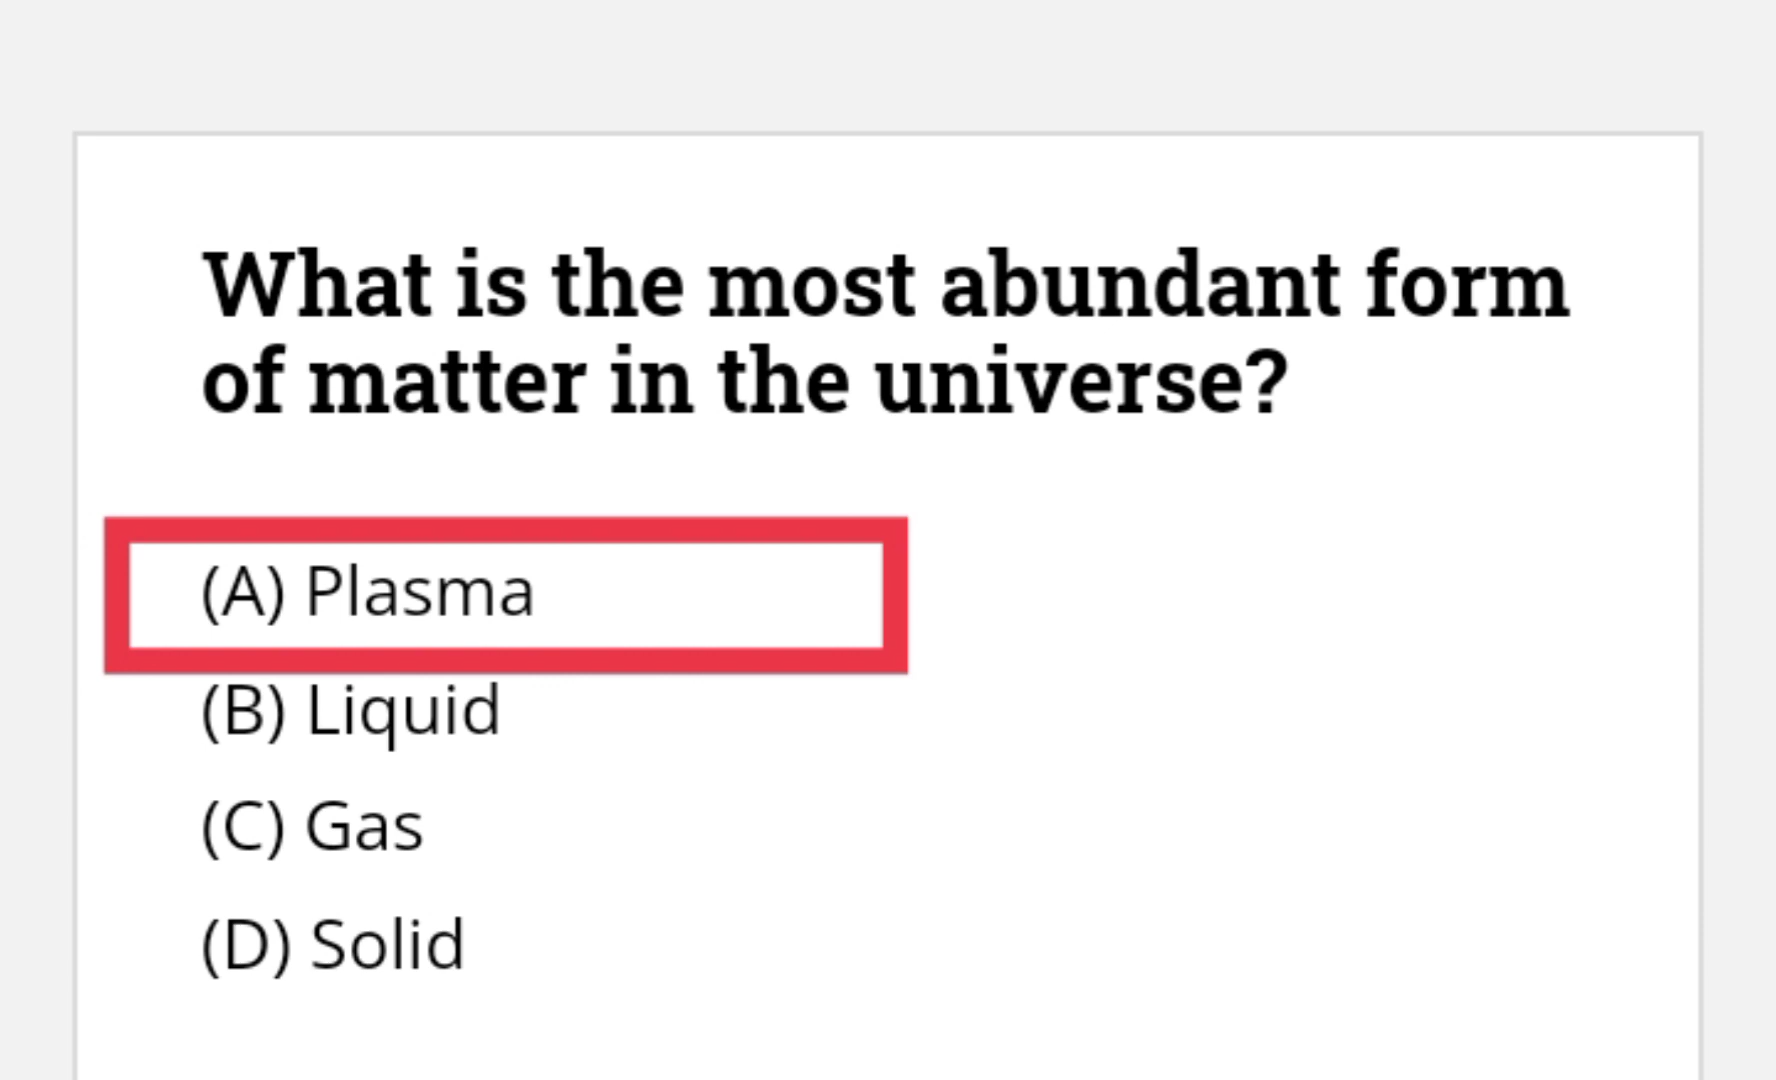 What is the most abundant form
of matter in the universe?
(A) Plasma
(B) Liquid
(C) Gas
(D) Solid